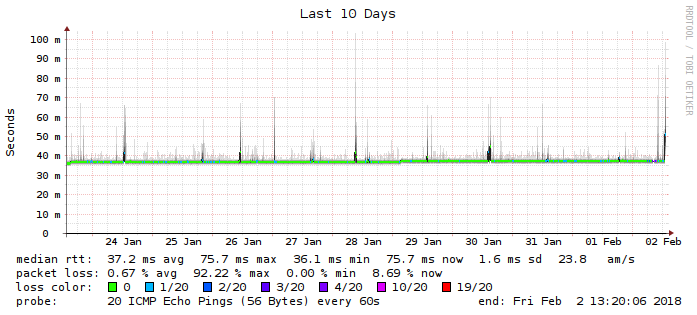 Last 10 Days
RRDTOOL / TOBI OETIKER
Seconds
100 m
90 m
80 m
70 m
60 m
50 m
40 m
30 m
20 m
10 m
0
24 Jan 25 Jan 26 Jan 27 Jan 28 Jan 29 Jan 30 Jan 31 Jan 01 Feb 02 Feb
median rtt: 37.2 ms avg 75.7 ms max 36.1 ms min 75.7 ms now 1.6 ms sd 23.8 am/s
packet loss: 0.67 % avg 92.22 % max 0.00 % min 8.69 % now
loss color: 0 1/20 2/20 3/20 4/20 10/20 19/20
probe: 20 ICMP Echo Pings (56 Bytes) every 60s end: Fri Feb 2 13:20:06 2018